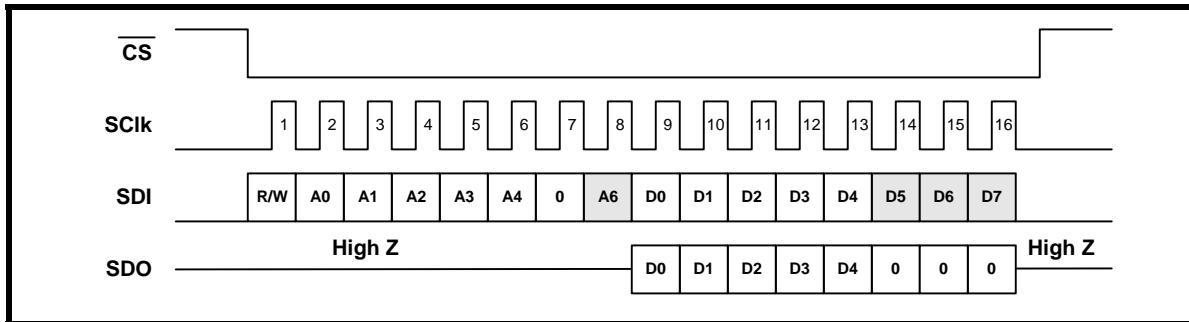 CS
SClk 1 2 3 4 5 6 7 8 9 10 11 12 13 14 15 16
SDI R/W A0 A1 A2 A3 A4 0 A6 D0 D1 D2 D3 D4 D5 D6 D7
High Z High Z
SDO D0 D1 D2 D3 D4 0 0 0